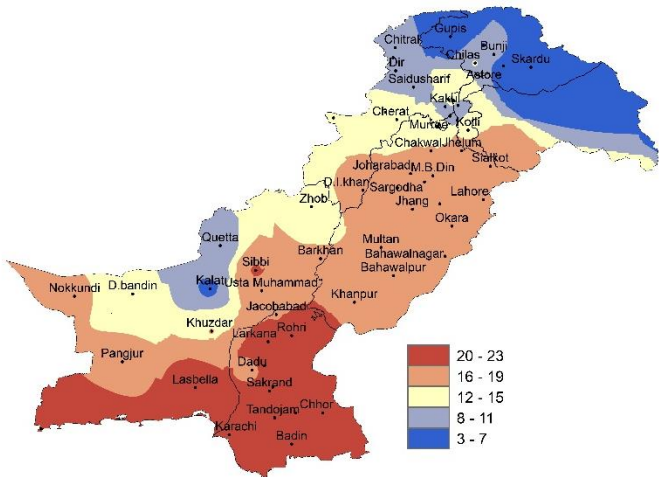 Gupis
Chitral
Bunji
Chilas
Dir
Skardu
Astore
Saidusharif
Kakul
Cherat
Kotli
Chakwal
Jhelum
Sialkot
Joharabad
M.B.Din
D.I.khan
Sargodha
Lahore
Zhob
Jhang
Okara
Quetta
Multan
Sibbi
Barkhan
Bahawalnagar
Bahawalpur
Kalat
Usta Muhammad
Nokkundi
D.bandin
Khanpur
Jacobabad
Khuzdar
Larkana
Rohri
Pangjur
Dadu
Lasbella
Sakrand
Tandojam
Chhor
Karachi
Badin
20 - 23
16 - 19
12 - 15
8 - 11
3 - 7